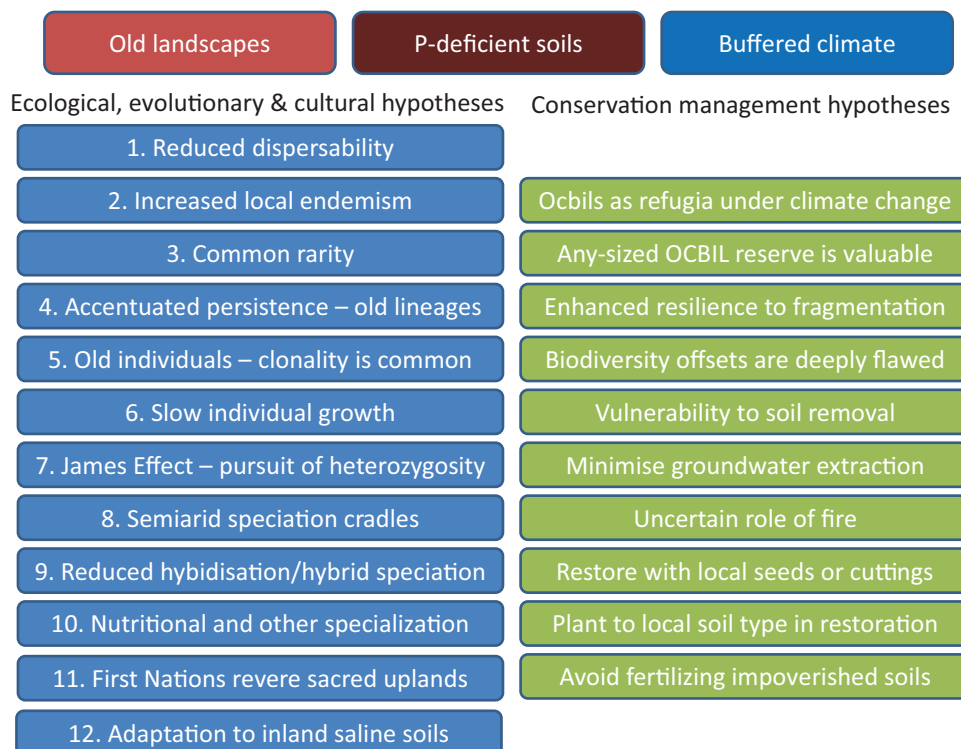 Old landscapes
P-deficient soils
Buffered climate
Ecological, evolutionary & cultural hypotheses
1. Reduced dispersability
2. Increased local endemism
3. Common rarity
4. Accentuated persistence – old lineages
5. Old individuals – clonality is common
6. Slow individual growth
7. James Effect – pursuit of heterozygosity
8. Semiarid speciation cradles
9. Reduced hybidisation/hybrid speciation
10. Nutritional and other specialization
11. First Nations revere sacred uplands
12. Adaptation to inland saline soils
Conservation management hypotheses
Ocbils as refugia under climate change
Any-sized OCBIL reserve is valuable
Enhanced resilience to fragmentation
Biodiversity offsets are deeply flawed
Vulnerability to soil removal
Minimise groundwater extraction
Uncertain role of fire
Restore with local seeds or cuttings
Plant to local soil type in restoration
Avoid fertilizing impoverished soils